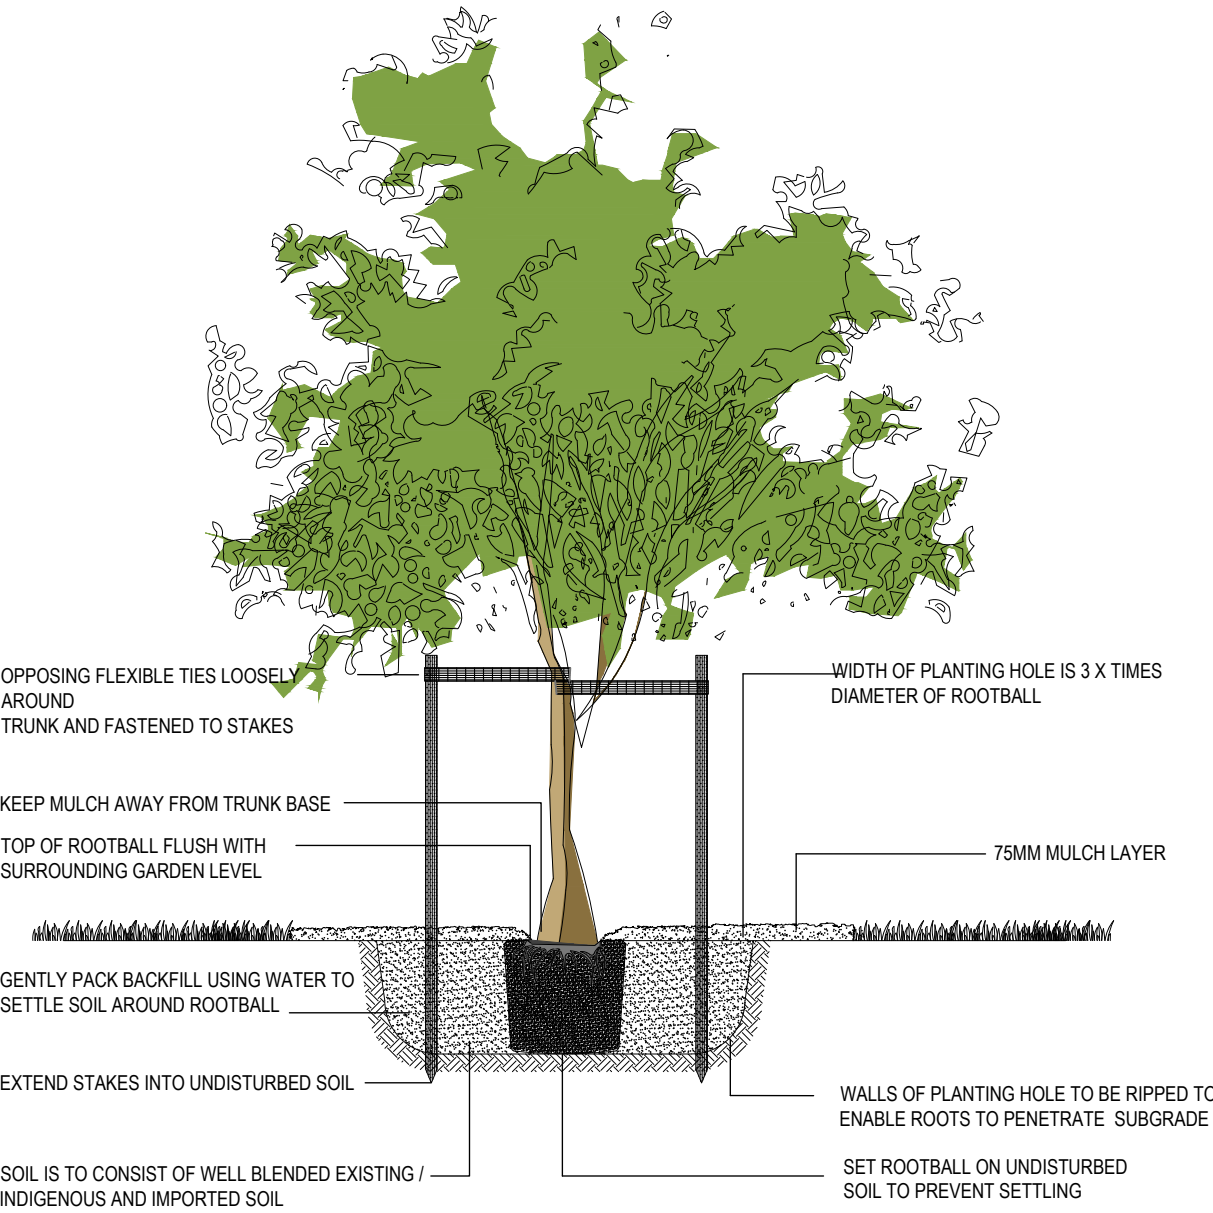 OPPOSING FLEXIBLE TIES LOOSELY
AROUND
TRUNK AND FASTENED TO STAKES
KEEP MULCH AWAY FROM TRUNK BASE
TOP OF ROOTBALL FLUSH WITH
SURROUNDING GARDEN LEVEL
GENTLY PACK BACKFILL USING WATER TO
SETTLE SOIL AROUND ROOTBALL
EXTEND STAKES INTO UNDISTURBED SOIL
SOIL IS TO CONSIST OF WELL BLENDED EXISTING /
INDIGENOUS AND IMPORTED SOIL
WIDTH OF PLANTING HOLE IS 3 X TIMES
DIAMETER OF ROOTBALL
75MM MULCH LAYER
WALLS OF PLANTING HOLE TO BE RIPPED TO
ENABLE ROOTS TO PENETRATE SUBGRADE
SET ROOTBALL ON UNDISTURBED
SOIL TO PREVENT SETTLING